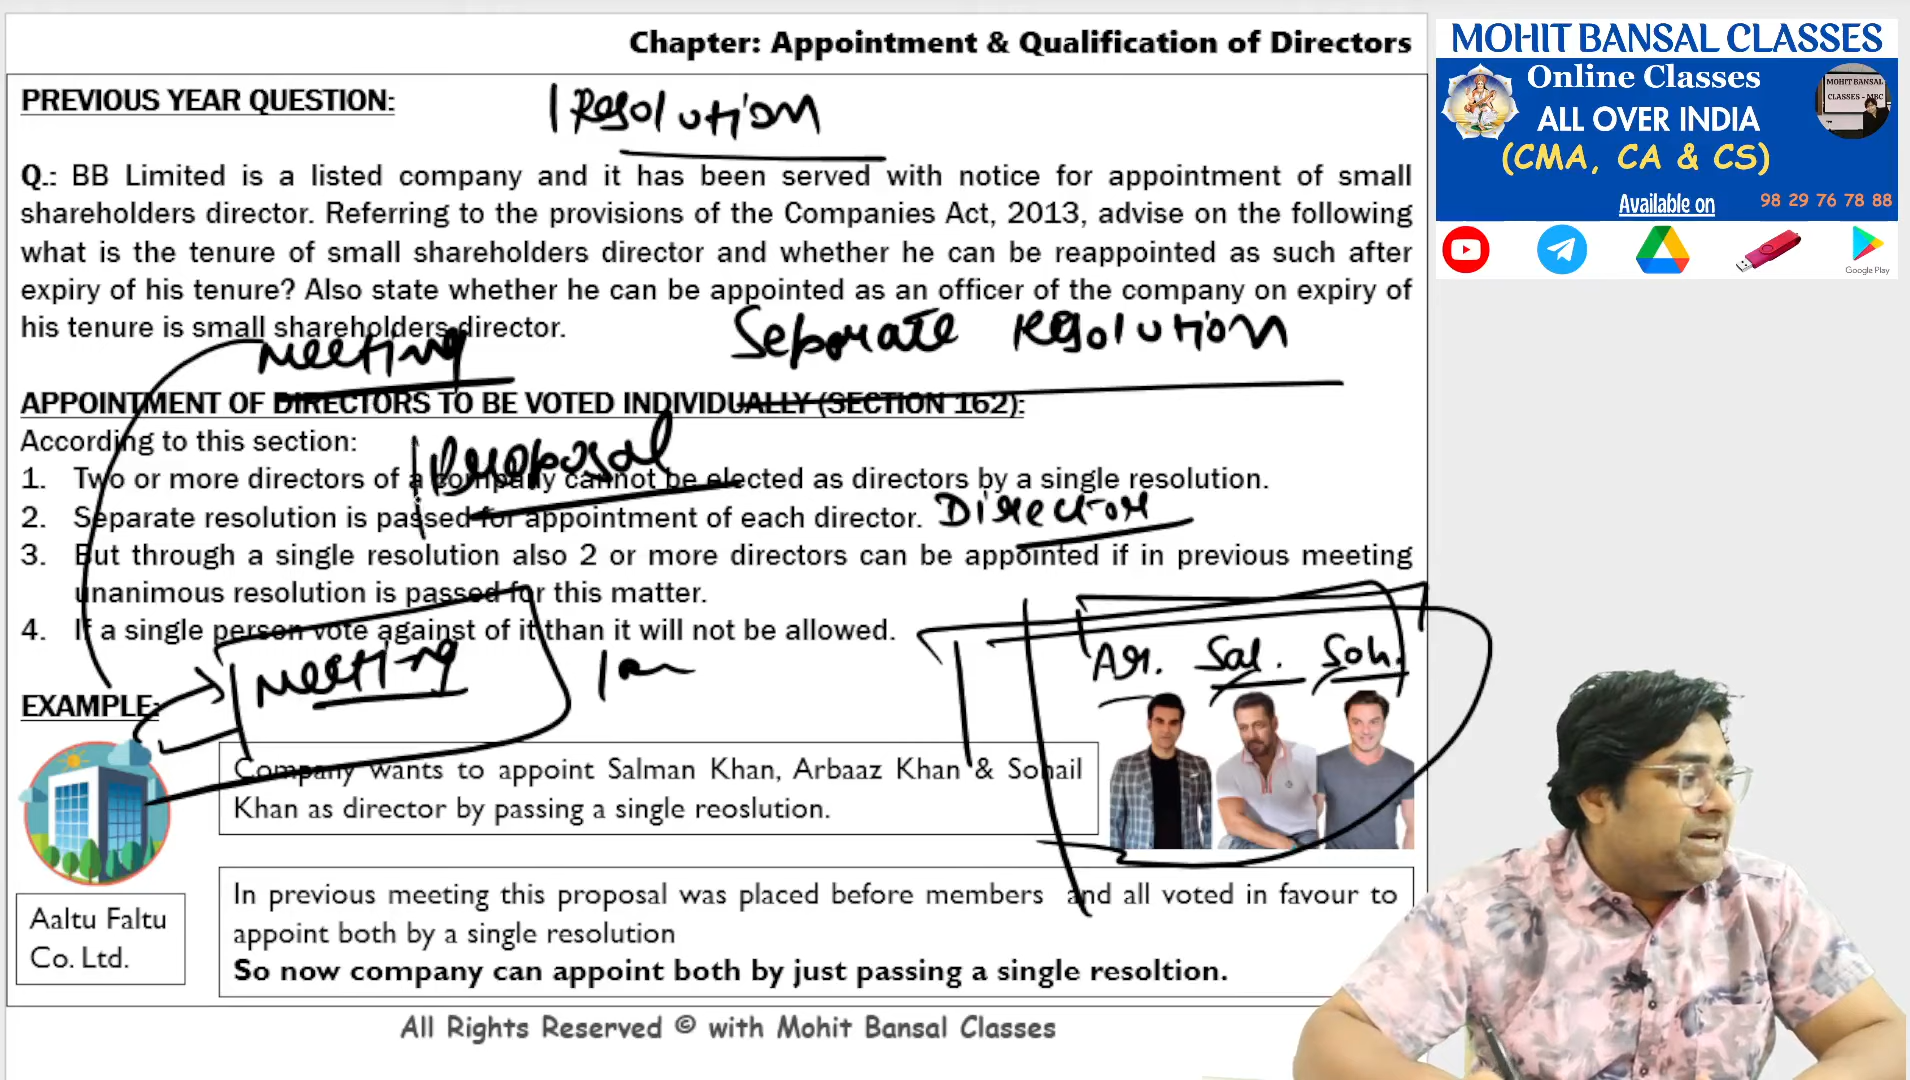 Chapter: Appointment & Qualification of Directors
PREVIOUS YEAR QUESTION:
1 Resolution
Q.: BB Limited is a listed company and it has been served with notice for appointment of small
shareholders director. Referring to the provisions of the Companies Act, 2013, advise on the following
what is the tenure of small shareholders director and whether he can be reappointed as such after
expiry of his tenure? Also state whether he can be appointed as an officer of the company on expiry of
his tenure is small shareholders director.
meeting
Seperate Resolution
APPOINTMENT OF DIRECTORS TO BE VOTED INDIVIDUALLY (SECTION 162):
According to this section:
Proposal
1. Two or more directors of a company cannot be elected as directors by a single resolution.
2. Separate resolution is passed for appointment of each director.
Director
3. But through a single resolution also 2 or more directors can be appointed if in previous meeting
unanimous resolution is passed for this matter.
4. If a single person vote against of it than it will not be allowed.
Meeting
Ar. Sal. Soh.
EXAMPLE:
Company wants to appoint Salman Khan, Arbaaz Khan & Sohail
Khan as director by passing a single reoslution.
Aaltu Faltu
Co. Ltd.
In previous meeting this proposal was placed before members and all voted in favour to
appoint both by a single resolution
So now company can appoint both by just passing a single resoltion.
All Rights Reserved © with Mohit Bansal Classes
MOHIT BANSAL CLASSES
Online Classes
ALL OVER INDIA
(CMA, CA & CS)
Available on
98 29 76 78 88
MOHIT BANSAL
CLASSES - MBC
Google Play